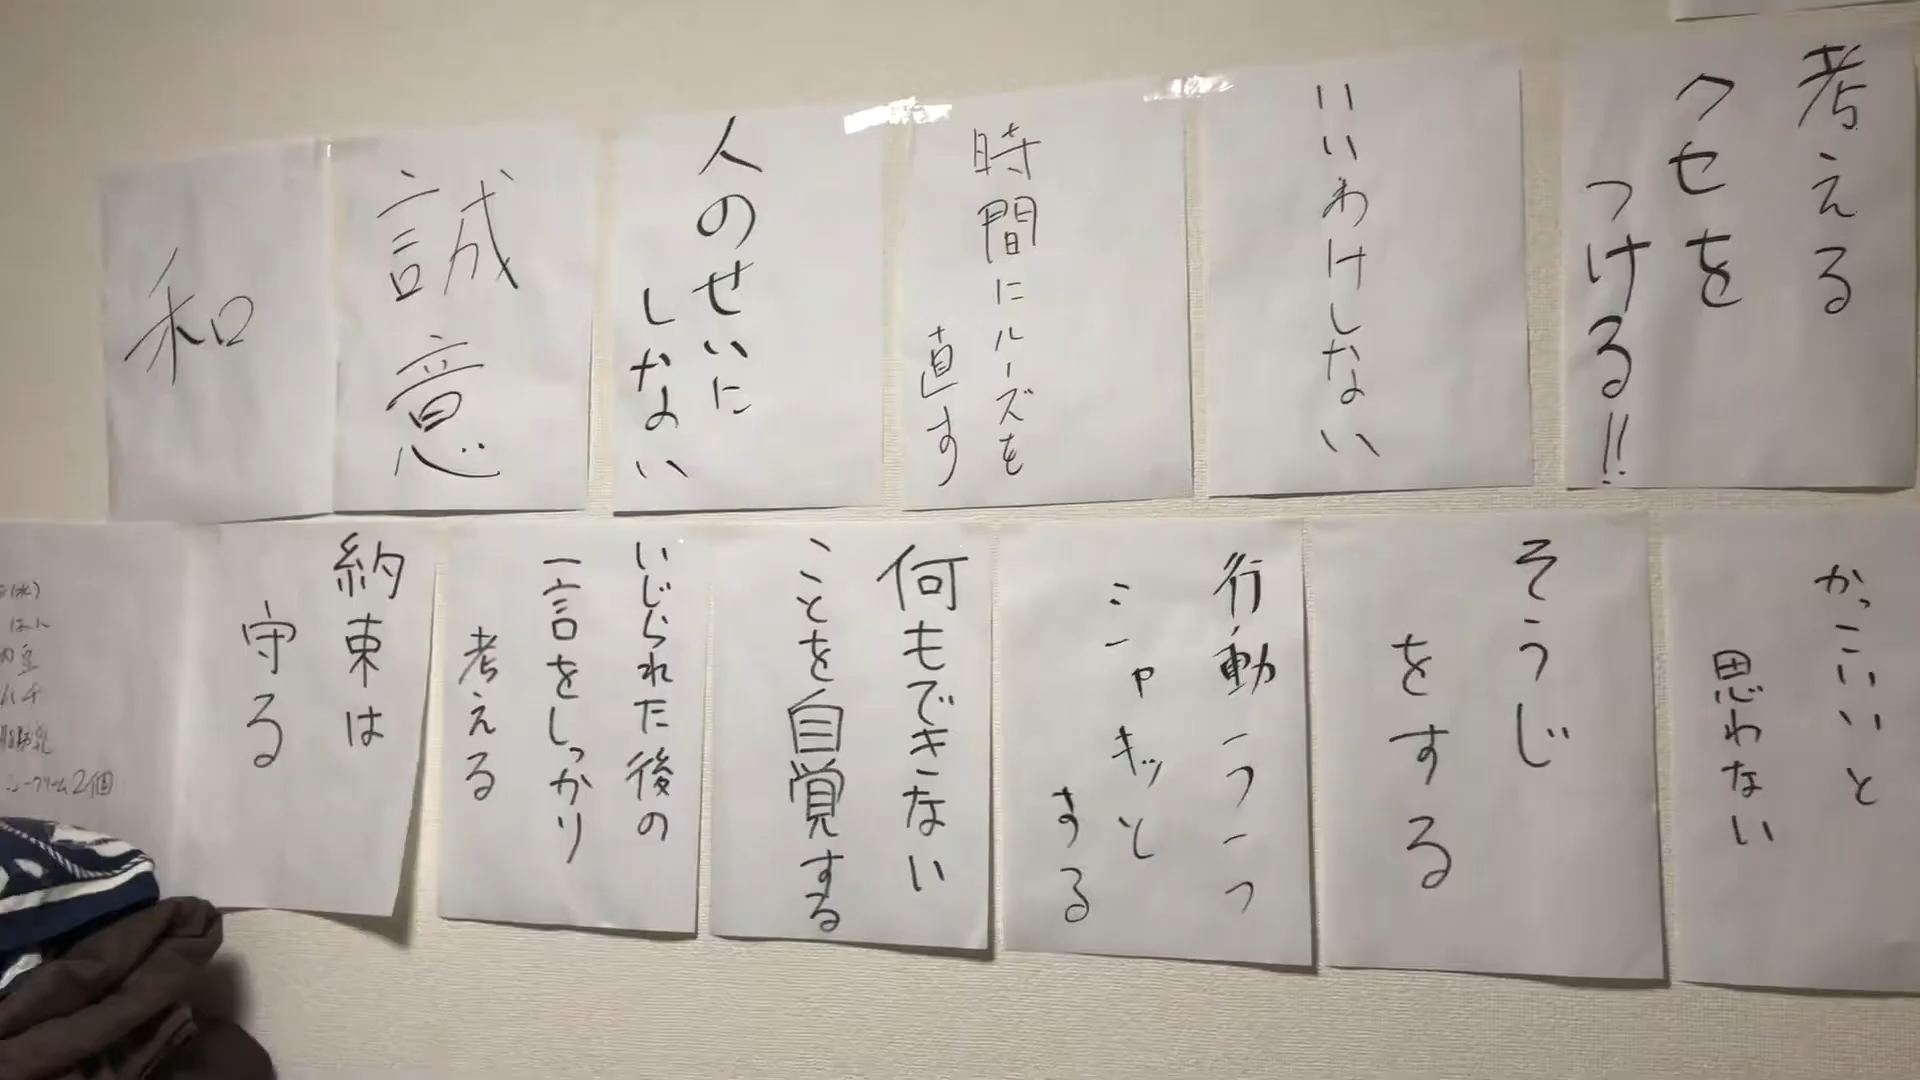 考える
クセを
つける!!
いいわけしない
時間にルーズを
直す
人のせいに
しない
誠意
和
かっこいいと
思わない
そうじ
をする
行動一つ一つ
シャキッと
する
何もできない
ことを自覚する
いじられた後の
一言をしっかり
考える
約束は
守る
2個